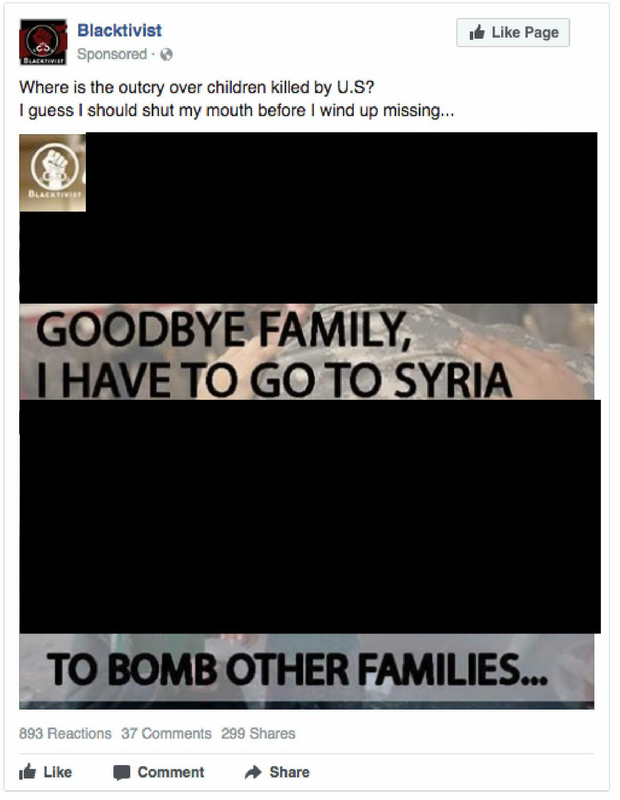 Blacktivist
Like Page
Sponsored ·
BLACKTIVIST
Where is the outcry over children killed by U.S?
I guess I should shut my mouth before I wind up missing...
BLACKTIVIST
GOODBYE FAMILY,
I HAVE TO GO TO SYRIA
TO BOMB OTHER FAMILIES...
893 Reactions 37 Comments 299 Shares
Like Comment Share